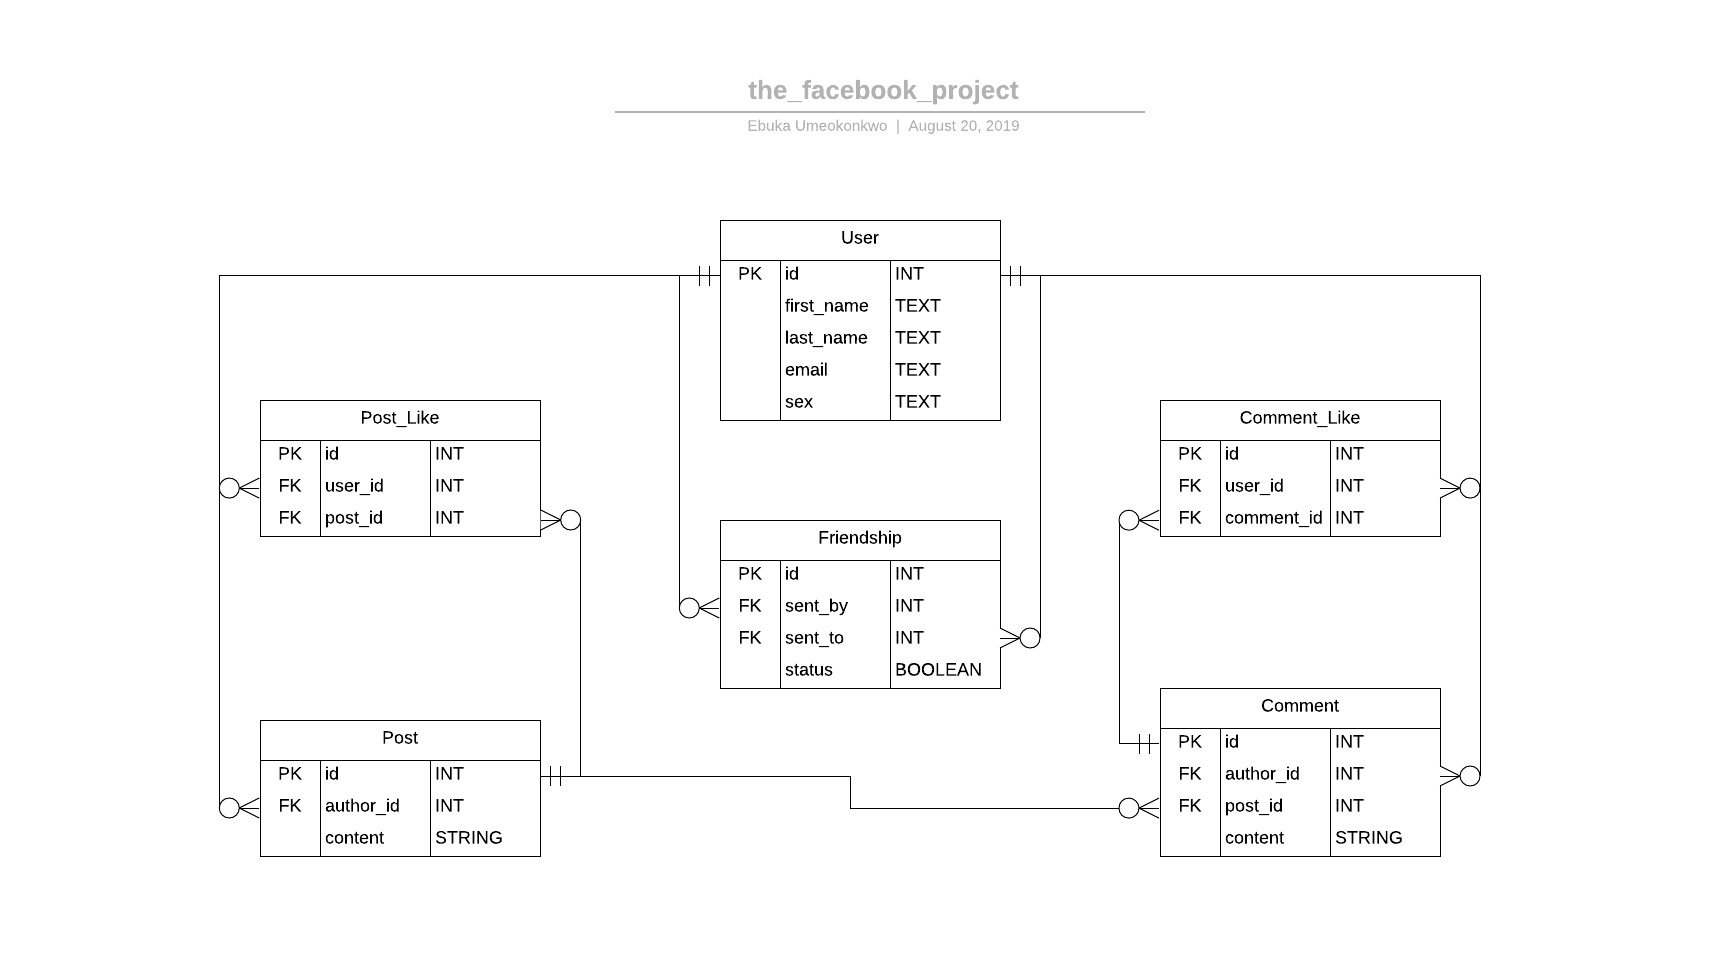 the_facebook_project
Ebuka Umeokonkwo | August 20, 2019
User
PK id INT
first_name TEXT
last_name TEXT
email TEXT
sex TEXT
Post_Like
PK id INT
FK user_id INT
FK post_id INT
Comment_Like
PK id INT
FK user_id INT
FK comment_id INT
Friendship
PK id INT
FK sent_by INT
FK sent_to INT
status BOOLEAN
Post
PK id INT
FK author_id INT
content STRING
Comment
PK id INT
FK author_id INT
FK post_id INT
content STRING